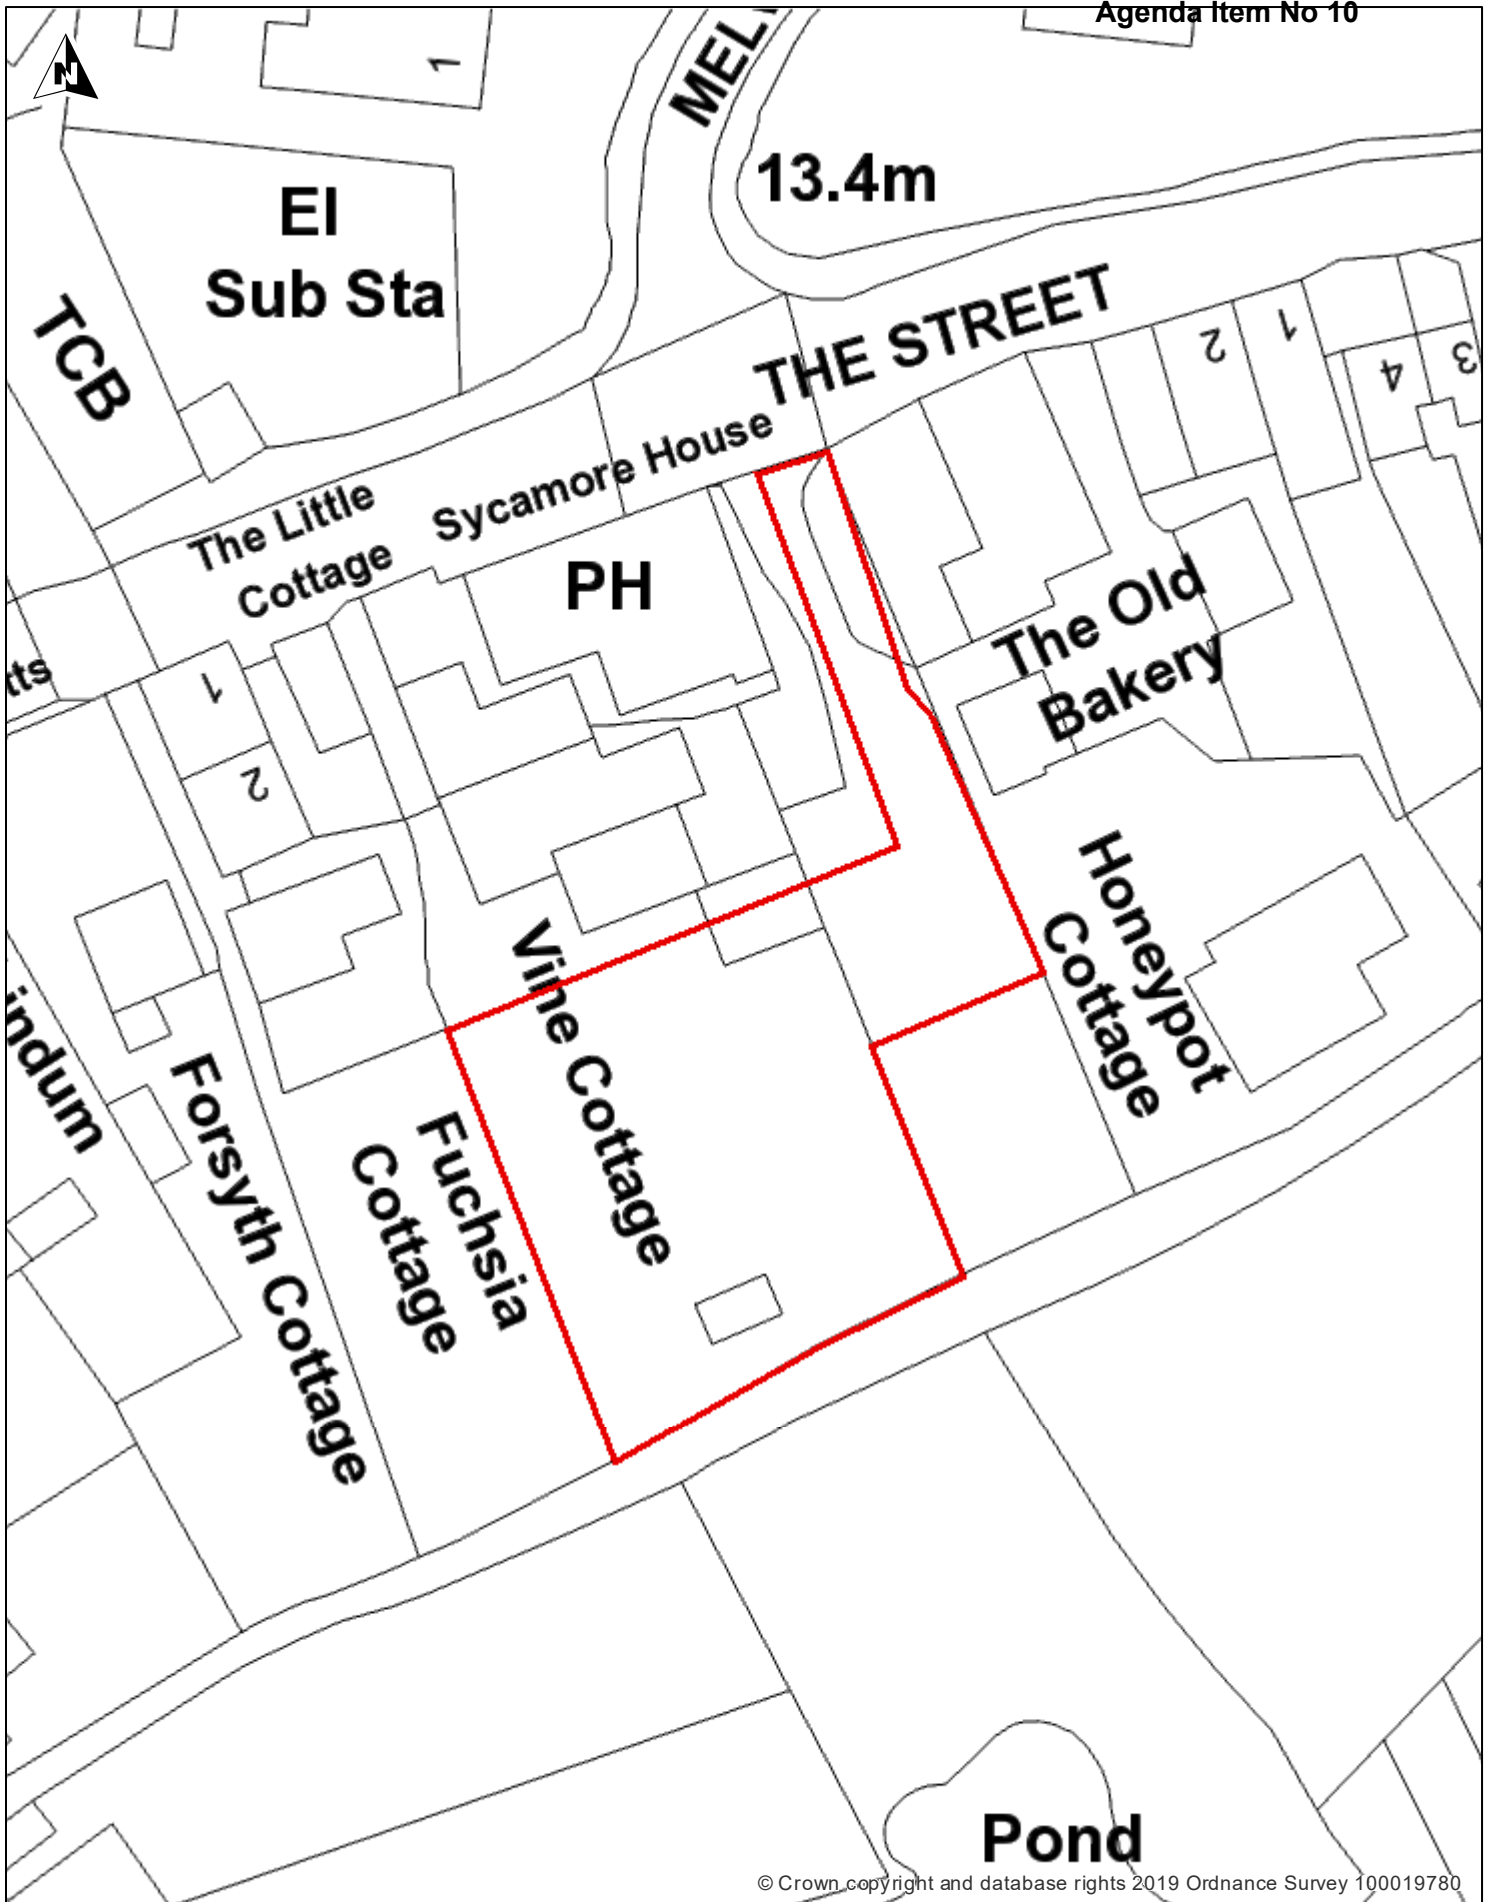 Agenda Item No 10
N
1
MEL
13.4m
El
Sub Sta
TCB
THE STREET
2
1
4
3
Sycamore House
The Little
Cottage
PH
The Old
Bakery
tts
1
2
Honeypot
Cottage
Vine Cottage
indum
Forsyth Cottage
Fuchsia
Cottage
Pond
© Crown copyright and database rights 2019 Ordnance Survey 100019780